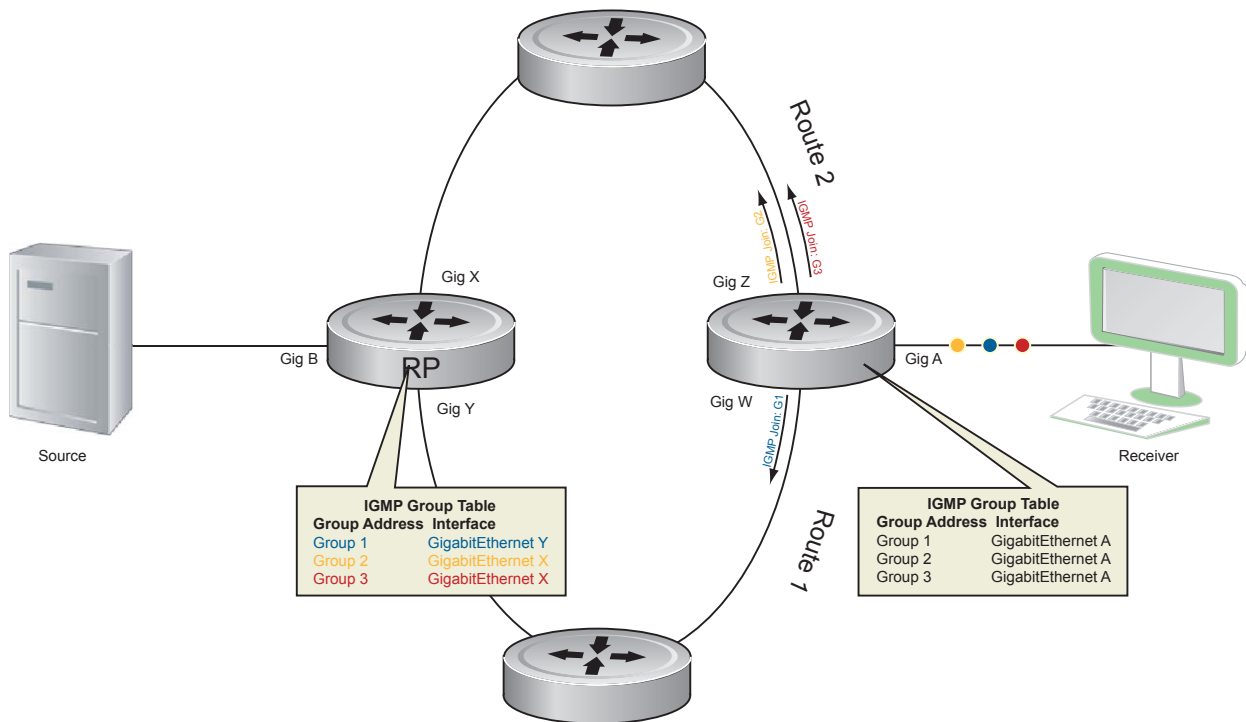 Route 2
IGMP Join: G2
IGMP Join: G3
Gig X
Gig Z
Gig B
RP
Gig A
Gig Y
Gig W
IGMP Join: G1
Source
Receiver
IGMP Group Table
Group Address Interface
Group 1 GigabitEthernet Y
Group 2 GigabitEthernet X
Group 3 GigabitEthernet X
IGMP Group Table
Group Address Interface
Group 1 GigabitEthernet A
Group 2 GigabitEthernet A
Group 3 GigabitEthernet A
Route 1